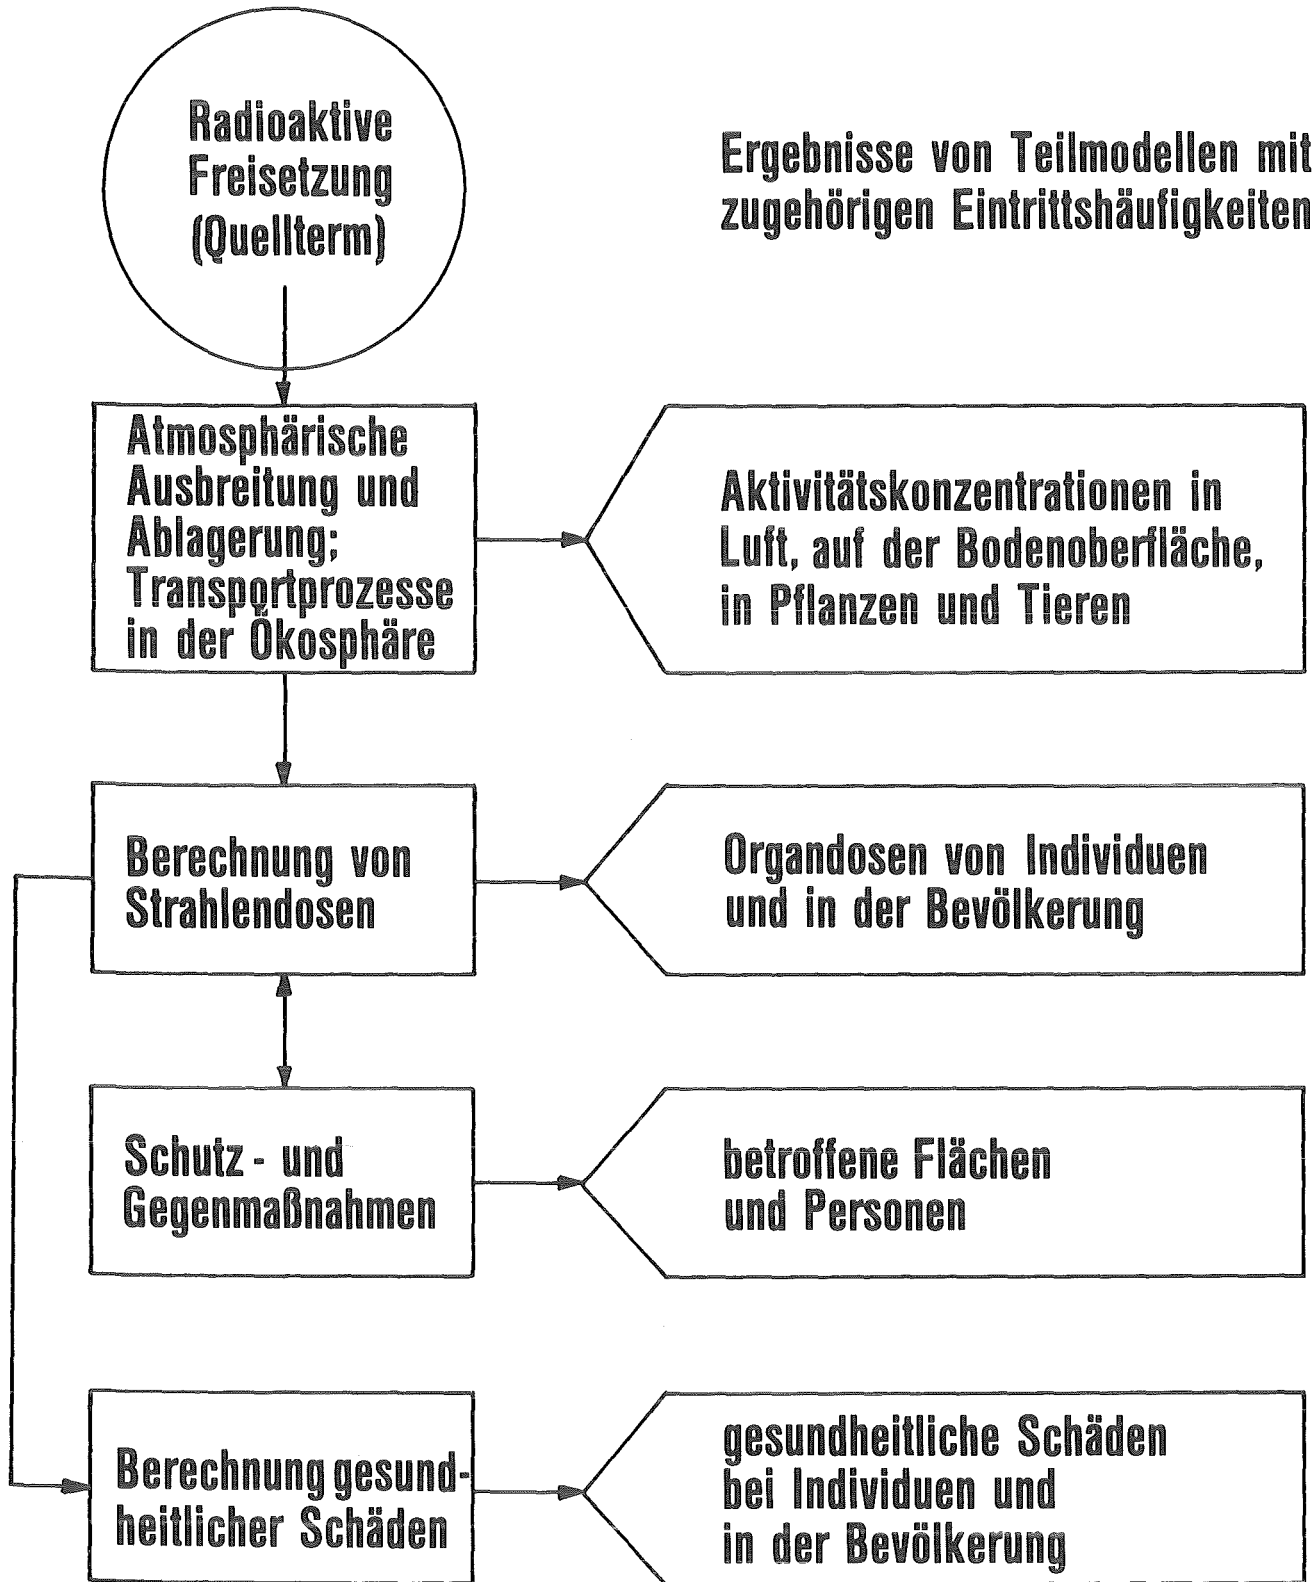 Radioaktive
Freisetzung
(Quellterm)
Ergebnisse von Teilmodellen mit
zugehörigen Eintrittshäufigkeiten
Atmosphärische
Ausbreitung und
Ablagerung;
Transportprozesse
in der Ökosphäre
Aktivitätskonzentrationen in
Luft, auf der Bodenoberfläche,
in Pflanzen und Tieren
Berechnung von
Strahlendosen
Organdosen von Individuen
und in der Bevölkerung
Schutz - und
Gegenmaßnahmen
betroffene Flächen
und Personen
Berechnung gesund-
heitlicher Schäden
gesundheitliche Schäden
bei Individuen und
in der Bevölkerung